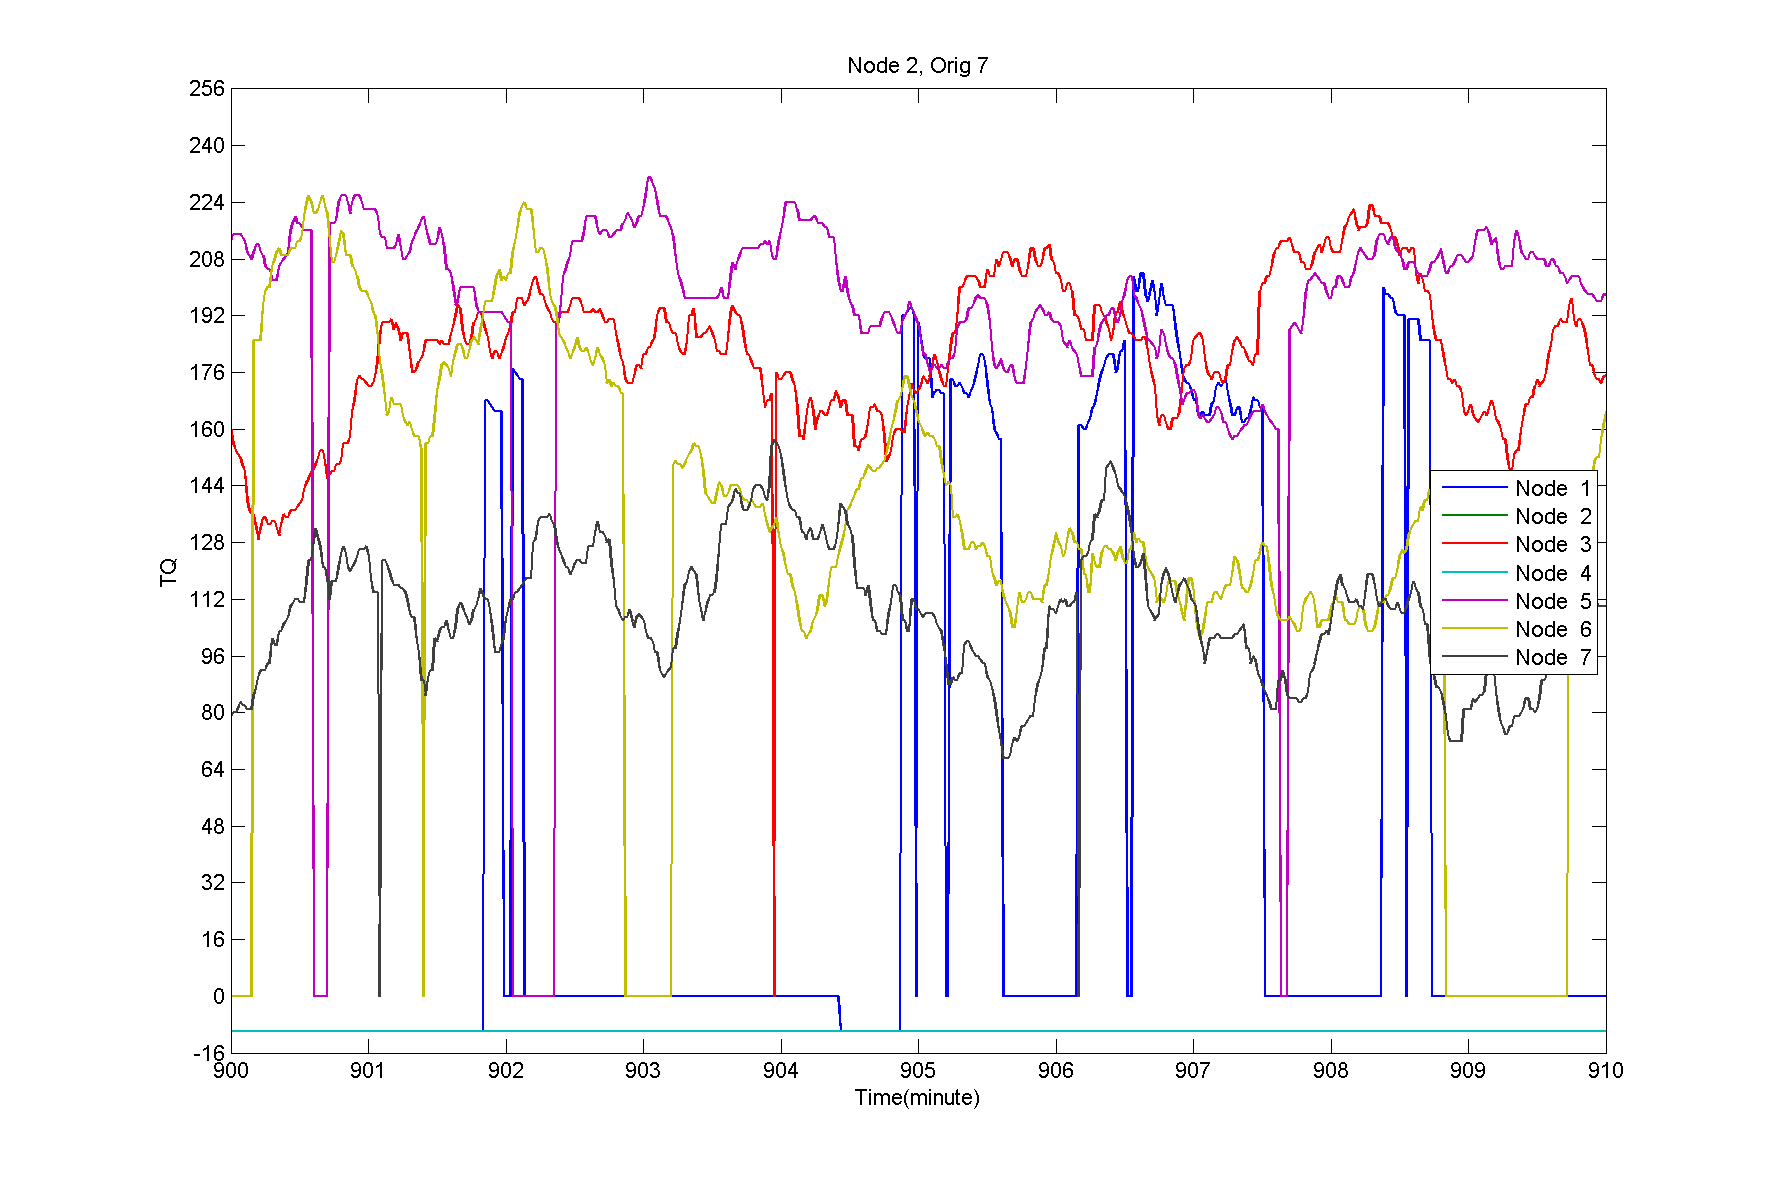 Node 2, Orig 7
256
240
224
208
192
176
160
144
128
112
96
80
64
48
32
16
0
-16
TQ
Node 1
Node 2
Node 3
Node 4
Node 5
Node 6
Node 7
900 901 902 903 904 905 906 907 908 909 910
Time(minute)